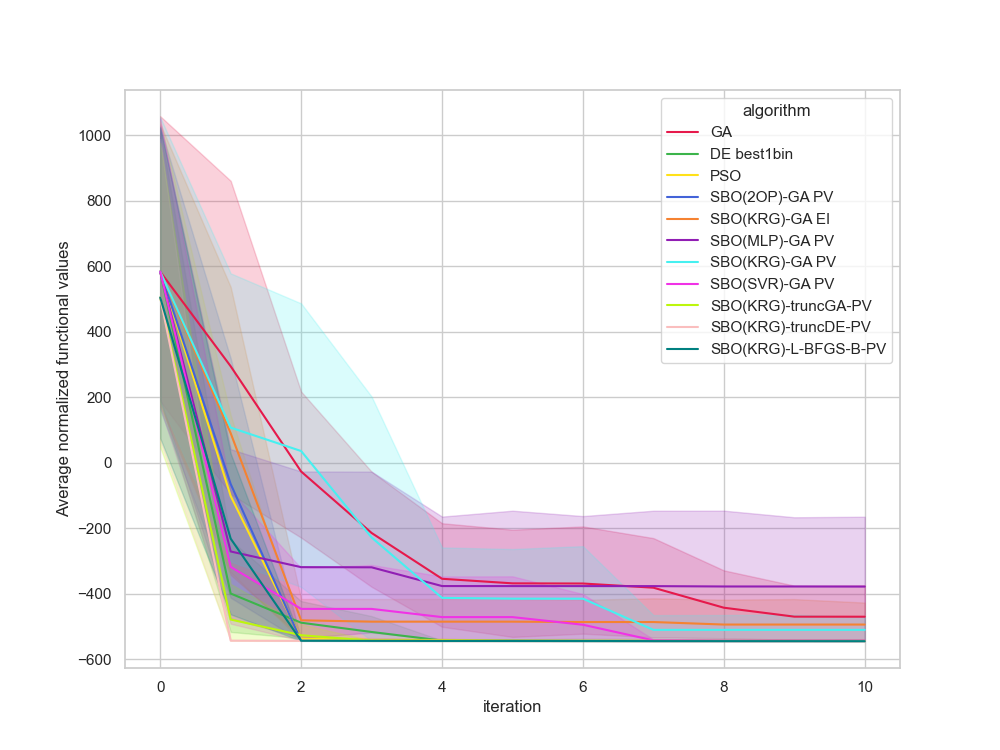 algorithm
GA
DE best1bin
PSO
SBO(2OP)-GA PV
SBO(KRG)-GA EI
SBO(MLP)-GA PV
SBO(KRG)-GA PV
SBO(SVR)-GA PV
SBO(KRG)-truncGA-PV
SBO(KRG)-truncDE-PV
SBO(KRG)-L-BFGS-B-PV
Average normalized functional values
1000
800
600
400
200
0
−200
−400
−600
0 2 4 6 8 10
iteration